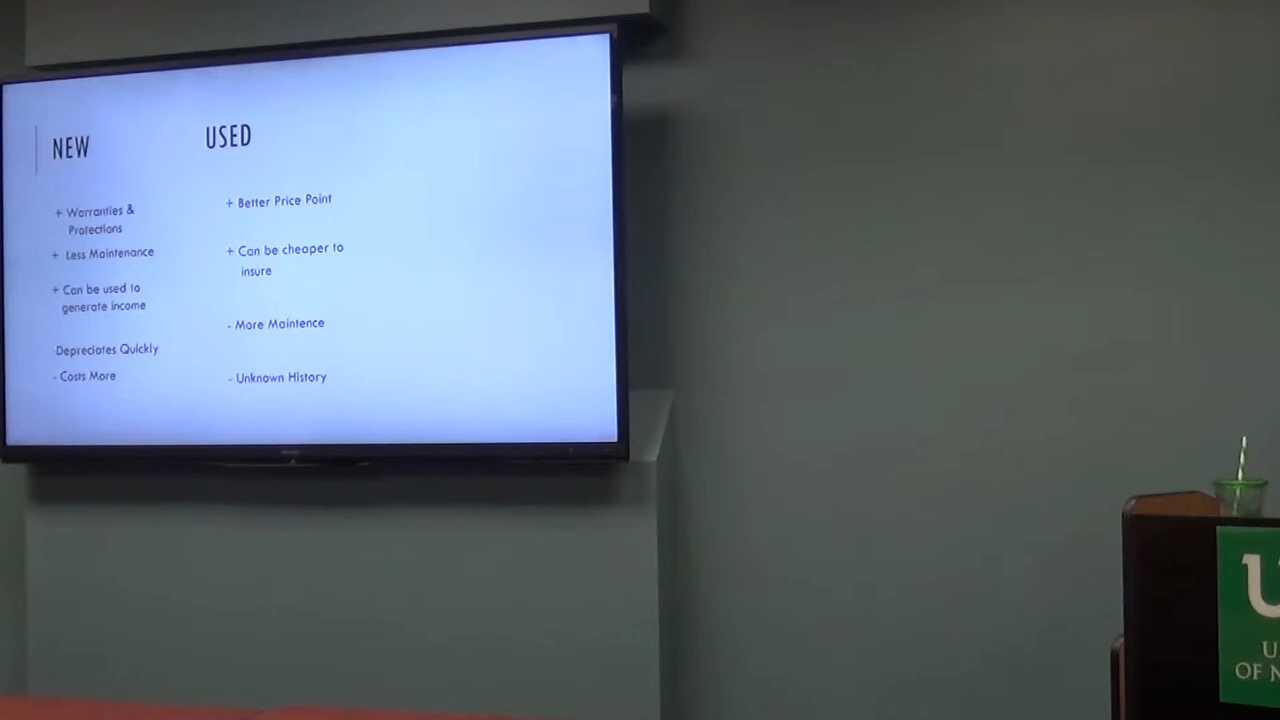 NEW
+ Warranties &
Protections
+ Less Maintenance
+ Can be used to
generate income
Depreciates Quickly
- Costs More
USED
+ Better Price Point
+ Can be cheaper to
insure
- More Maintence
- Unknown History
U
OF N